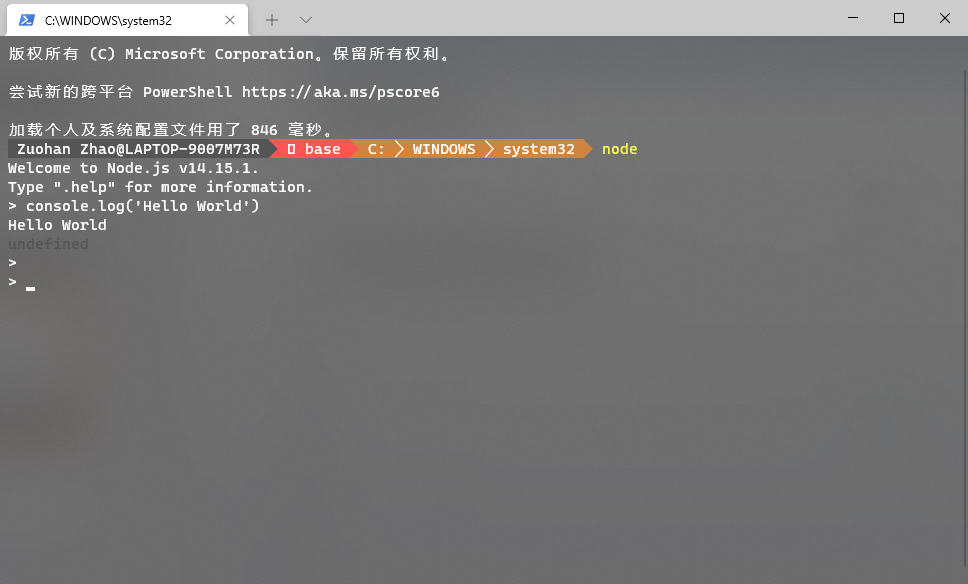 C:\WINDOWS\system32
版权所有 (C) Microsoft Corporation。保留所有权利。
尝试新的跨平台 PowerShell https://aka.ms/pscore6
加载个人及系统配置文件用了 846 毫秒。
Zuohan Zhao@LAPTOP-9007M73R base C: WINDOWS system32 node
Welcome to Node.js v14.15.1.
Type ".help" for more information.
> console.log('Hello World')
Hello World
undefined
>
>